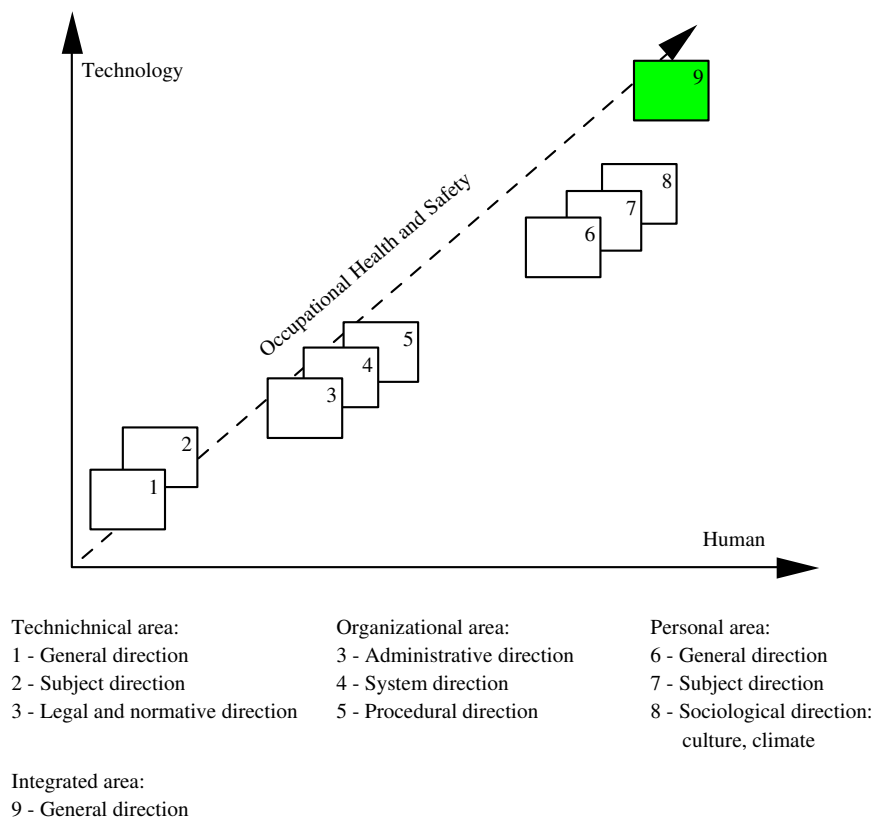 Technology
9
8
7
6
Occupational Health and Safety
5
4
3
2
1
Human
Technichnical area:
1 - General direction
2 - Subject direction
3 - Legal and normative direction
Organizational area:
3 - Administrative direction
4 - System direction
5 - Procedural direction
Personal area:
6 - General direction
7 - Subject direction
8 - Sociological direction:
culture, climate
Integrated area:
9 - General direction